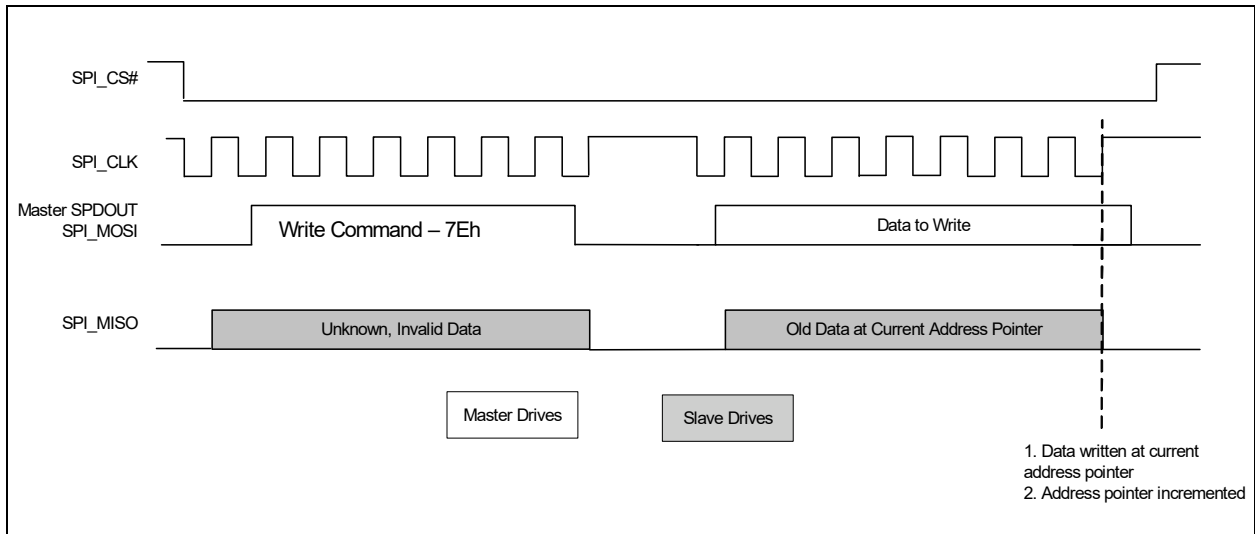 SPI_CS#
SPI_CLK
Master SPDOUT
SPI_MOSI
Write Command – 7Eh
Data to Write
SPI_MISO
Unknown, Invalid Data
Old Data at Current Address Pointer
Master Drives
Slave Drives
1. Data written at current
address pointer
2. Address pointer incremented